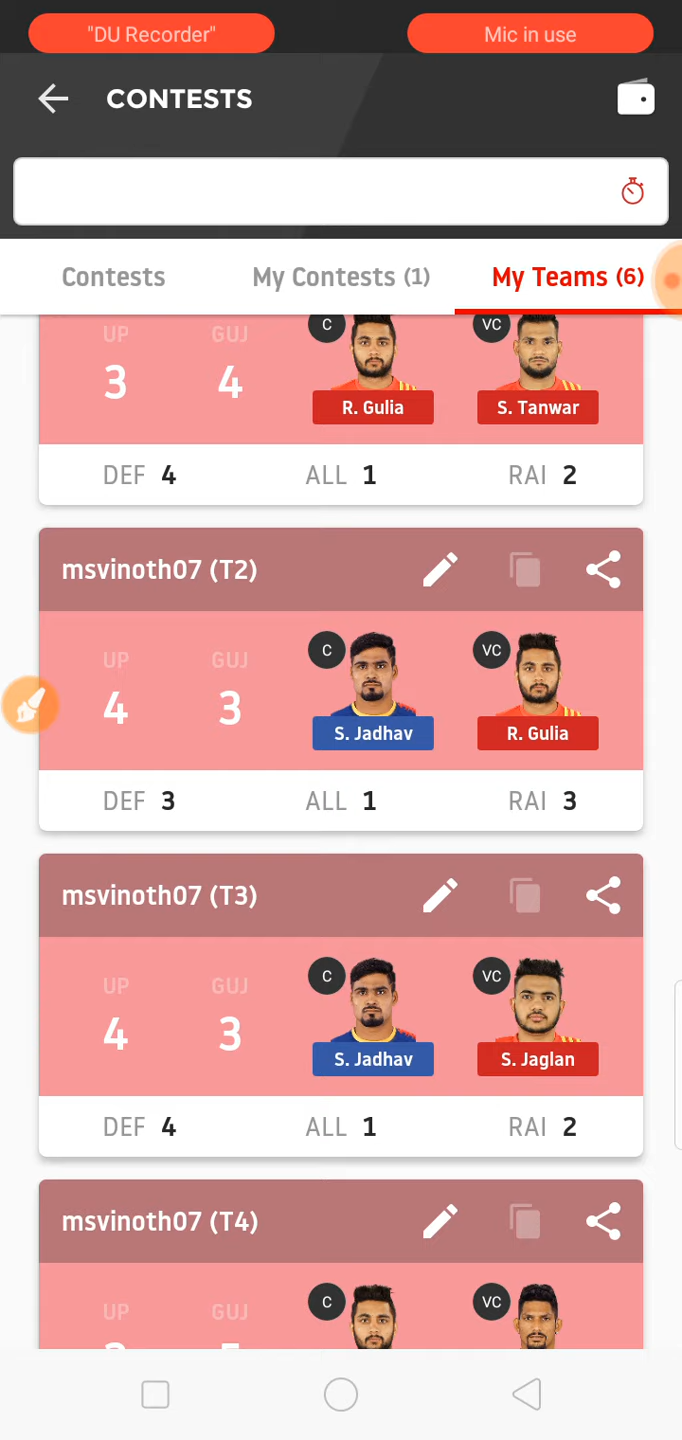 "DU Recorder" Mic in use
CONTESTS
Contests My Contests (1) My Teams (6)
UP GUJ C VC
3 4
R. Gulia S. Tanwar
DEF 4 ALL 1 RAI 2
msvinoth07 (T2)
UP GUJ C VC
4 3
S. Jadhav R. Gulia
DEF 3 ALL 1 RAI 3
msvinoth07 (T3)
UP GUJ C VC
4 3
S. Jadhav S. Jaglan
DEF 4 ALL 1 RAI 2
msvinoth07 (T4)
UP GUJ C VC